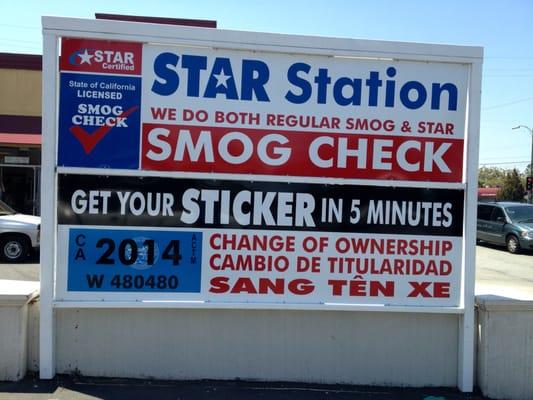 STAR
Certified
State of California
LICENSED
SMOG
CHECK
STAR Station
WE DO BOTH REGULAR SMOG & STAR
SMOG CHECK
GET YOUR STICKER IN 5 MINUTES
CA 2014
W 480480
CHANGE OF OWNERSHIP
CAMBIO DE TITULARIDAD
SANG TÊN XE